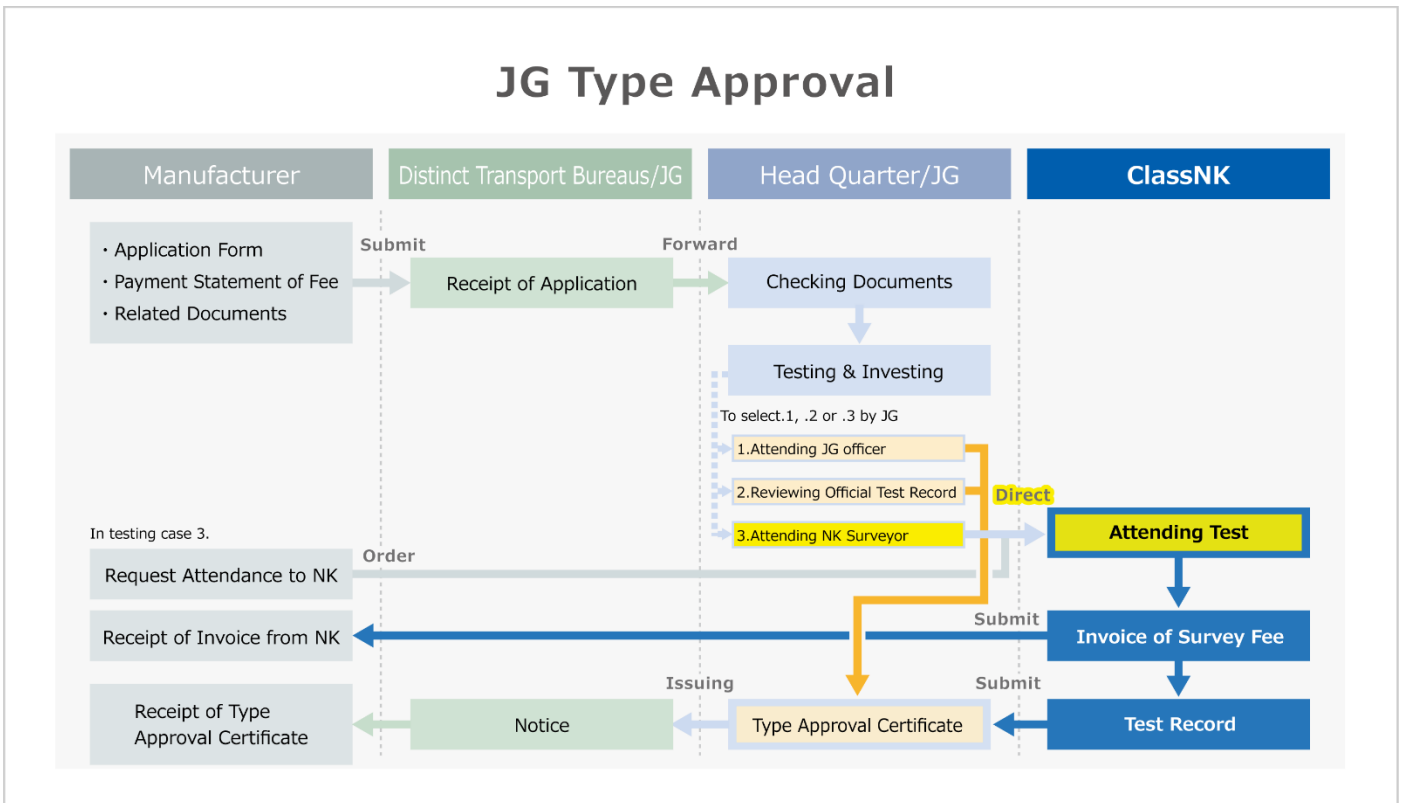 JG Type Approval
Manufacturer
Distinct Transport Bureaus/JG
Head Quarter/JG
ClassNK
・Application Form
・Payment Statement of Fee
・Related Documents
Submit
Receipt of Application
Forward
Checking Documents
Testing & Investing
To select.1, .2 or .3 by JG
1.Attending JG officer
2.Reviewing Official Test Record
3.Attending NK Surveyor
Direct
Attending Test
In testing case 3.
Request Attendance to NK
Order
Receipt of Invoice from NK
Submit
Invoice of Survey Fee
Receipt of Type
Approval Certificate
Notice
Issuing
Type Approval Certificate
Submit
Test Record